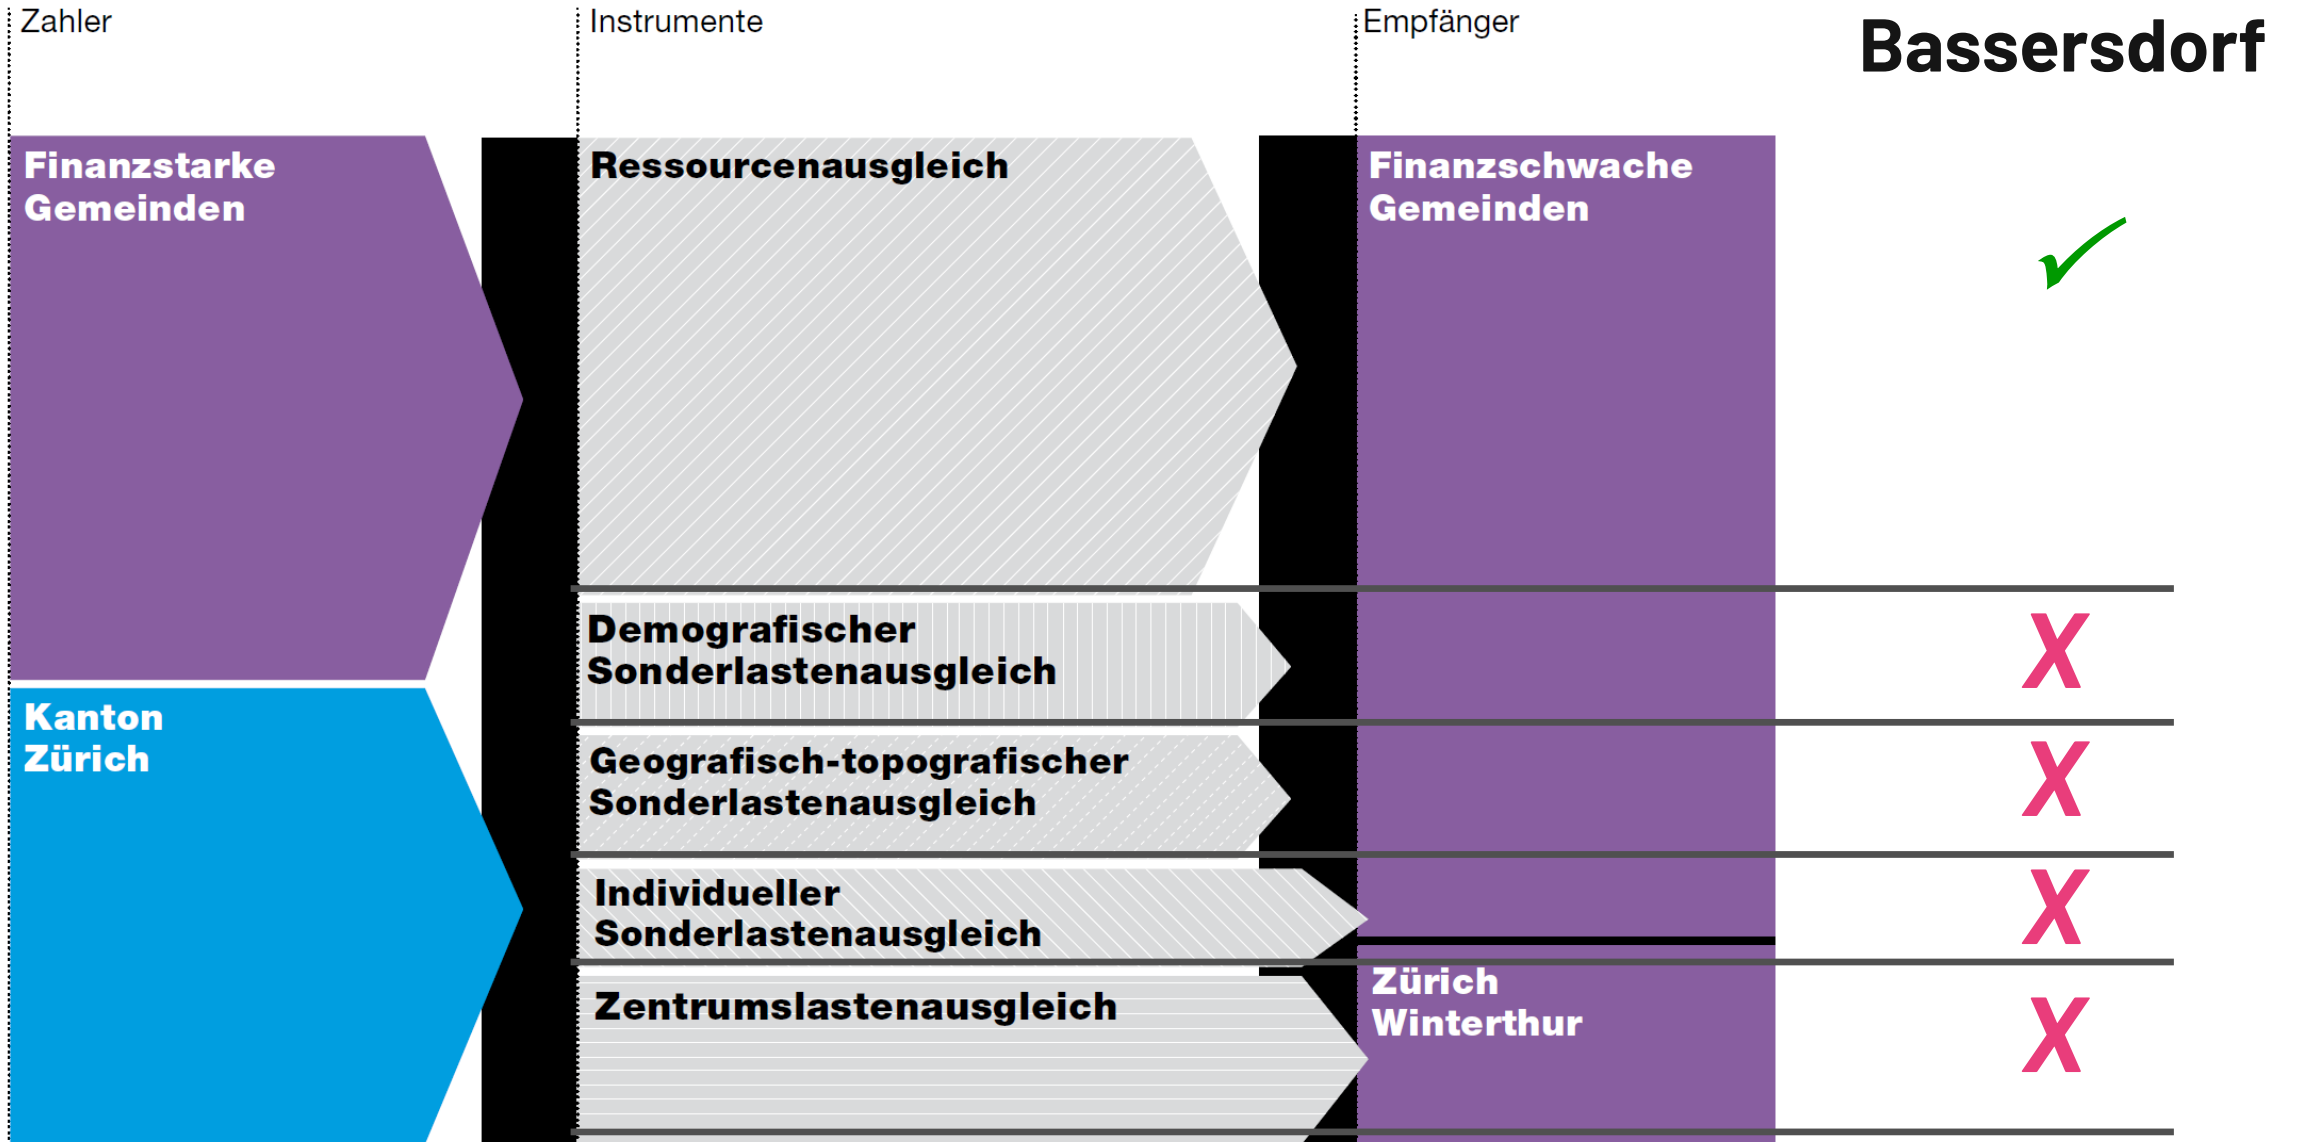 Zahler
Instrumente
Empfänger
Bassersdorf
Finanzstarke
Gemeinden
Ressourcenausgleich
Finanzschwache
Gemeinden
Demografischer
Sonderlastenausgleich
Kanton
Zürich
Geografisch-topografischer
Sonderlastenausgleich
Individueller
Sonderlastenausgleich
Zentrumslastenausgleich
Zürich
Winterthur